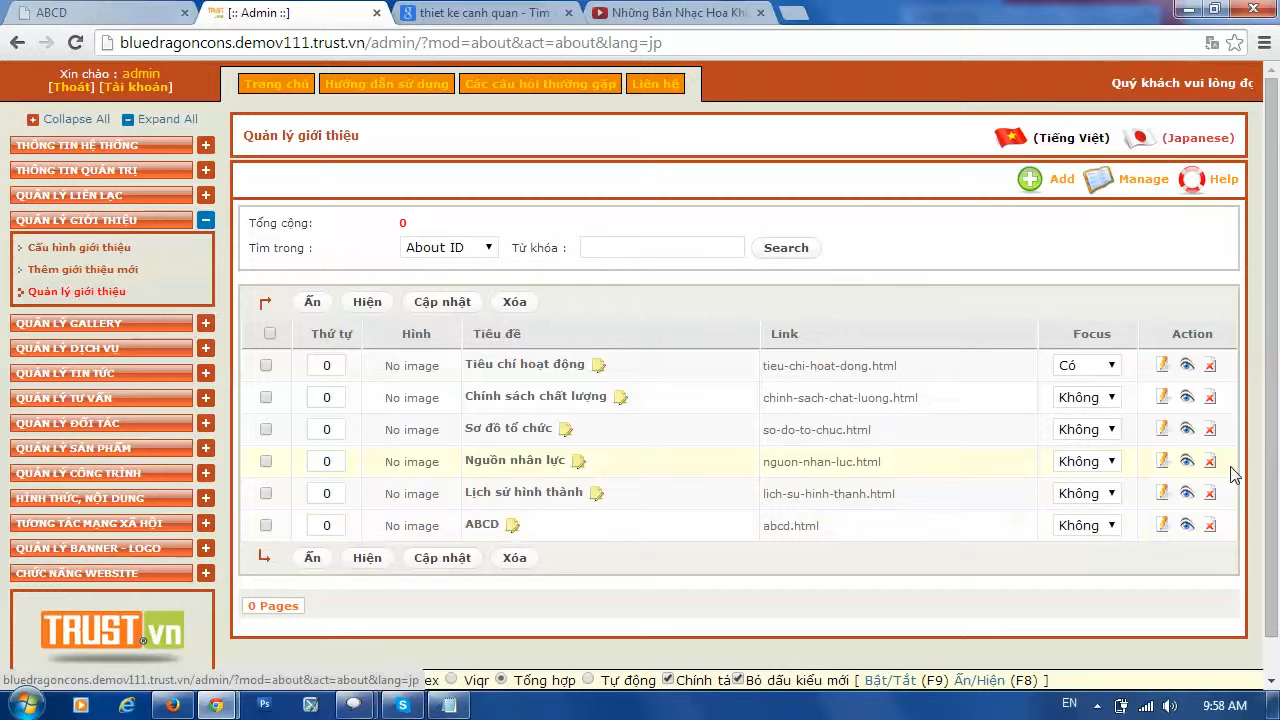 ABCD
[:: Admin ::]
thiet ke canh quan - Tìm
Những Bản Nhạc Hoa Kh
bluedragoncons.demov111.trust.vn/admin/?mod=about&act=about&lang=jp
Xin chào : admin
[Thoát] [Tài khoản]
Trang chủ
Hướng dẫn sử dụng
Các câu hỏi thường gặp
Liên hệ
Quý khách vui lòng đọ
Collapse All
Expand All
THÔNG TIN HỆ THỐNG
THÔNG TIN QUẢN TRỊ
QUẢN LÝ LIÊN LẠC
QUẢN LÝ GIỚI THIỆU
Cấu hình giới thiệu
Thêm giới thiệu mới
Quản lý giới thiệu
QUẢN LÝ GALLERY
QUẢN LÝ DỊCH VỤ
QUẢN LÝ TIN TỨC
QUẢN LÝ TƯ VẤN
QUẢN LÝ ĐỐI TÁC
QUẢN LÝ SẢN PHẨM
QUẢN LÝ CÔNG TRÌNH
HÌNH THỨC, NỘI DUNG
TƯƠNG TÁC MẠNG XÃ HỘI
QUẢN LÝ BANNER - LOGO
CHỨC NĂNG WEBSITE
TRUST.vn
Quản lý giới thiệu
(Tiếng Việt)
(Japanese)
Add
Manage
Help
Tổng cộng: 0
Tìm trong : About ID Từ khóa : Search
Ẩn Hiện Cập nhật Xóa
Thứ tự Hình Tiêu đề Link Focus Action
0 No image Tiêu chí hoạt động tieu-chi-hoat-dong.html Có
0 No image Chính sách chất lượng chinh-sach-chat-luong.html Không
0 No image Sơ đồ tổ chức so-do-to-chuc.html Không
0 No image Nguồn nhân lực nguon-nhan-luc.html Không
0 No image Lịch sử hình thành lich-su-hinh-thanh.html Không
0 No image ABCD abcd.html Không
Ẩn Hiện Cập nhật Xóa
0 Pages
bluedragoncons.demov111.trust.vn/admin/?mod=about&act=about&lang=jp
ex Viqr Tổng hợp Tự động Chính tả Bỏ dấu kiểu mới [ Bật/Tắt (F9) Ẩn/Hiện (F8) ]
EN
9:58 AM